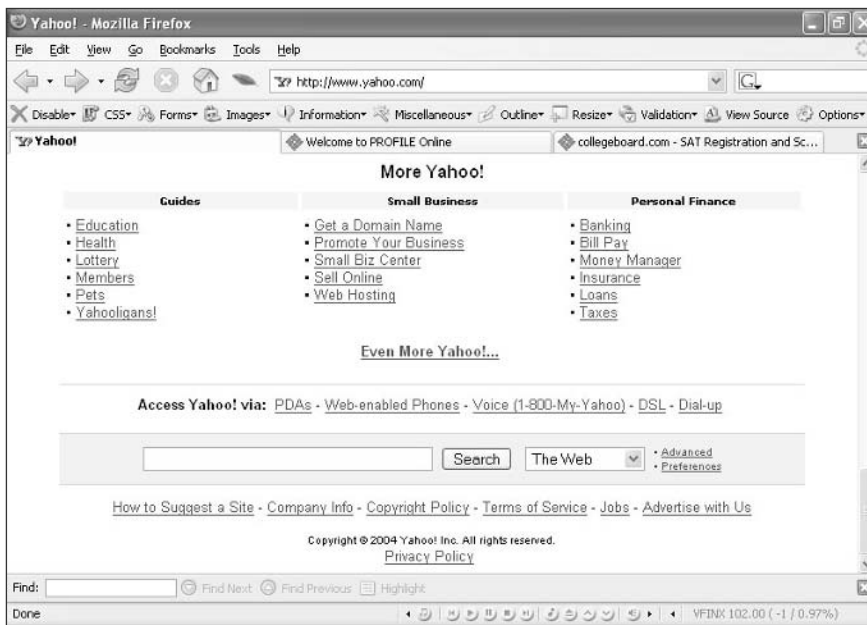 Yahoo! - Mozilla Firefox
File Edit View Go Bookmarks Tools Help
http://www.yahoo.com/
Disable CSS Forms Images Information Miscellaneous Outline Resize Validation View Source Options
Yahoo! Welcome to PROFILE Online collegeboard.com - SAT Registration and Sc...
More Yahoo!
Guides Small Business Personal Finance
• Education • Get a Domain Name • Banking
• Health • Promote Your Business • Bill Pay
• Lottery • Small Biz Center • Money Manager
• Members • Sell Online • Insurance
• Pets • Web Hosting • Loans
• Yahooligans! • Taxes
Even More Yahoo!...
Access Yahoo! via: PDAs - Web-enabled Phones - Voice (1-800-My-Yahoo) - DSL - Dial-up
Search The Web • Advanced
• Preferences
How to Suggest a Site - Company Info - Copyright Policy - Terms of Service - Jobs - Advertise with Us
Copyright © 2004 Yahoo! Inc. All rights reserved.
Privacy Policy
Find: Find Next Find Previous Highlight
Done VFINX 102.00 ( -1 / 0.97%)